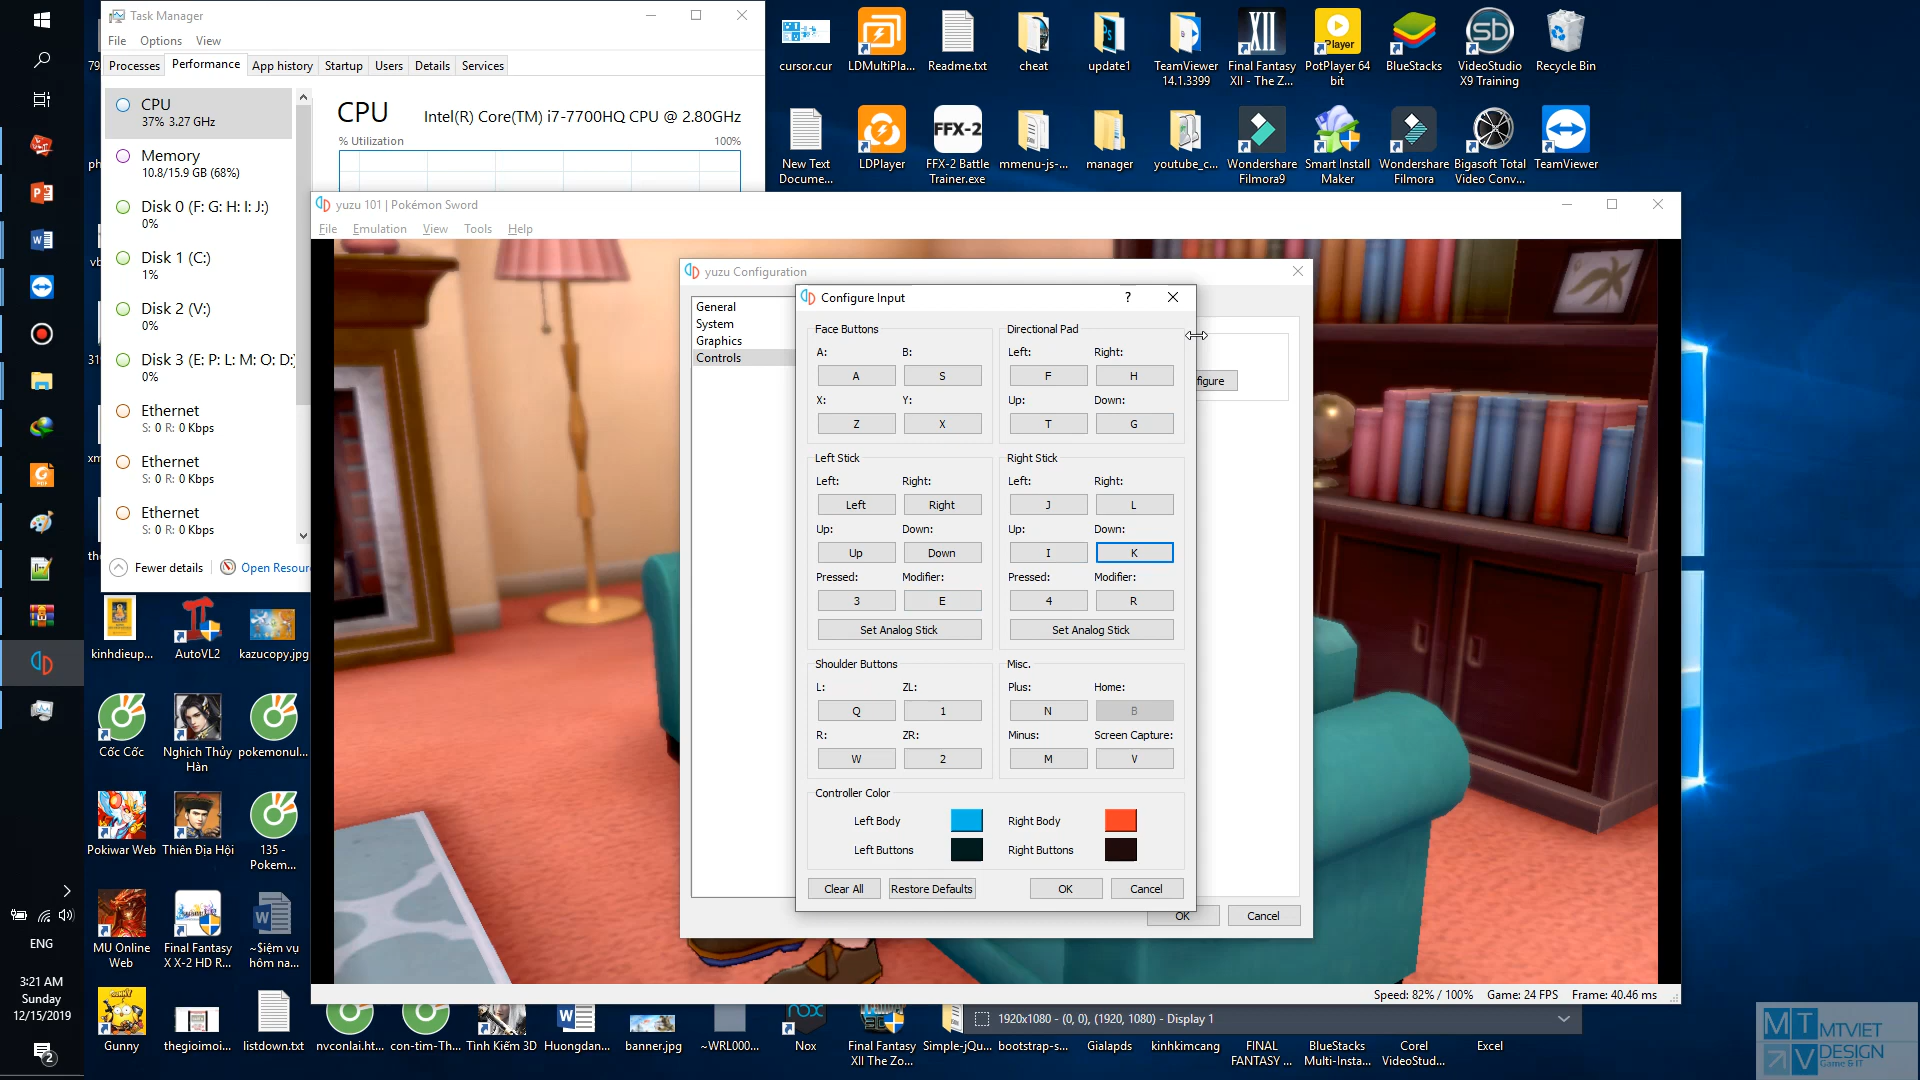 Task Manager
File Options View
Processes Performance App history Startup Users Details Services
CPU
37% 3.27 GHz
Memory
10.8/15.9 GB (68%)
Disk 0 (F: G: H: I: J:)
0%
Disk 1 (C:)
1%
Disk 2 (V:)
0%
Disk 3 (E: P: L: M: O: D:
0%
Ethernet
S: 0 R: 0 Kbps
Ethernet
S: 0 R: 0 Kbps
Ethernet
S: 0 R: 0 Kbps
Fewer details Open Resour
CPU Intel(R) Core(TM) i7-7700HQ CPU @ 2.80GHz
% Utilization 100%
cursor.cur
LDMultiPla...
Readme.txt
cheat
update1
TeamViewer
14.1.3399
Final Fantasy
XII - The Z...
PotPlayer 64
bit
BlueStacks
VideoStudio
X9 Training
Recycle Bin
New Text
Docume...
LDPlayer
FFX-2
FFX-2 Battle
Trainer.exe
mmenu-js-...
manager
youtube_c...
Wondershare
Filmora9
Smart Install
Maker
Wondershare
Filmora
Bigasoft Total
Video Conv...
TeamViewer
yuzu 101 | Pokémon Sword
File Emulation View Tools Help
yuzu Configuration
General
System
Graphics
Controls
figure
OK Cancel
Configure Input
?
Face Buttons
A: B:
A S
X: Y:
Z X
Directional Pad
Left: Right:
F H
Up: Down:
T G
Left Stick
Left: Right:
Left Right
Up: Down:
Up Down
Pressed: Modifier:
3 E
Set Analog Stick
Right Stick
Left: Right:
J L
Up: Down:
I K
Pressed: Modifier:
4 R
Set Analog Stick
Shoulder Buttons
L: ZL:
Q 1
R: ZR:
W 2
Misc.
Plus: Home:
N B
Minus: Screen Capture:
M V
Controller Color
Left Body Right Body
Left Buttons Right Buttons
Clear All Restore Defaults OK Cancel
Speed: 82% / 100% Game: 24 FPS Frame: 40.46 ms
1920x1080 - (0, 0), (1920, 1080) - Display 1
kinhdieup...
AutoVL2
kazucopy.jpg
Cốc Cốc
Nghịch Thủy
Hàn
pokemonul...
Pokiwar Web
Thiên Địa Hội
135 -
Pokem...
MU Online
Web
Final Fantasy
X X-2 HD R...
~$iệm vụ
hôm na...
Gunny
thegioimoi...
listdown.txt
nvconlai.ht...
con-tim-Th...
Tinh Kiếm 3D
Huongdan...
banner.jpg
~WRL000...
Nox
Final Fantasy
XII The Zo...
Simple-jQu...
bootstrap-s...
Gialapds
kinhkimcang
FINAL
FANTASY ...
BlueStacks
Multi-Insta...
Corel
VideoStud...
Excel
ENG
3:21 AM
Sunday
12/15/2019
2
MTVIET
DESIGN
Game & IT